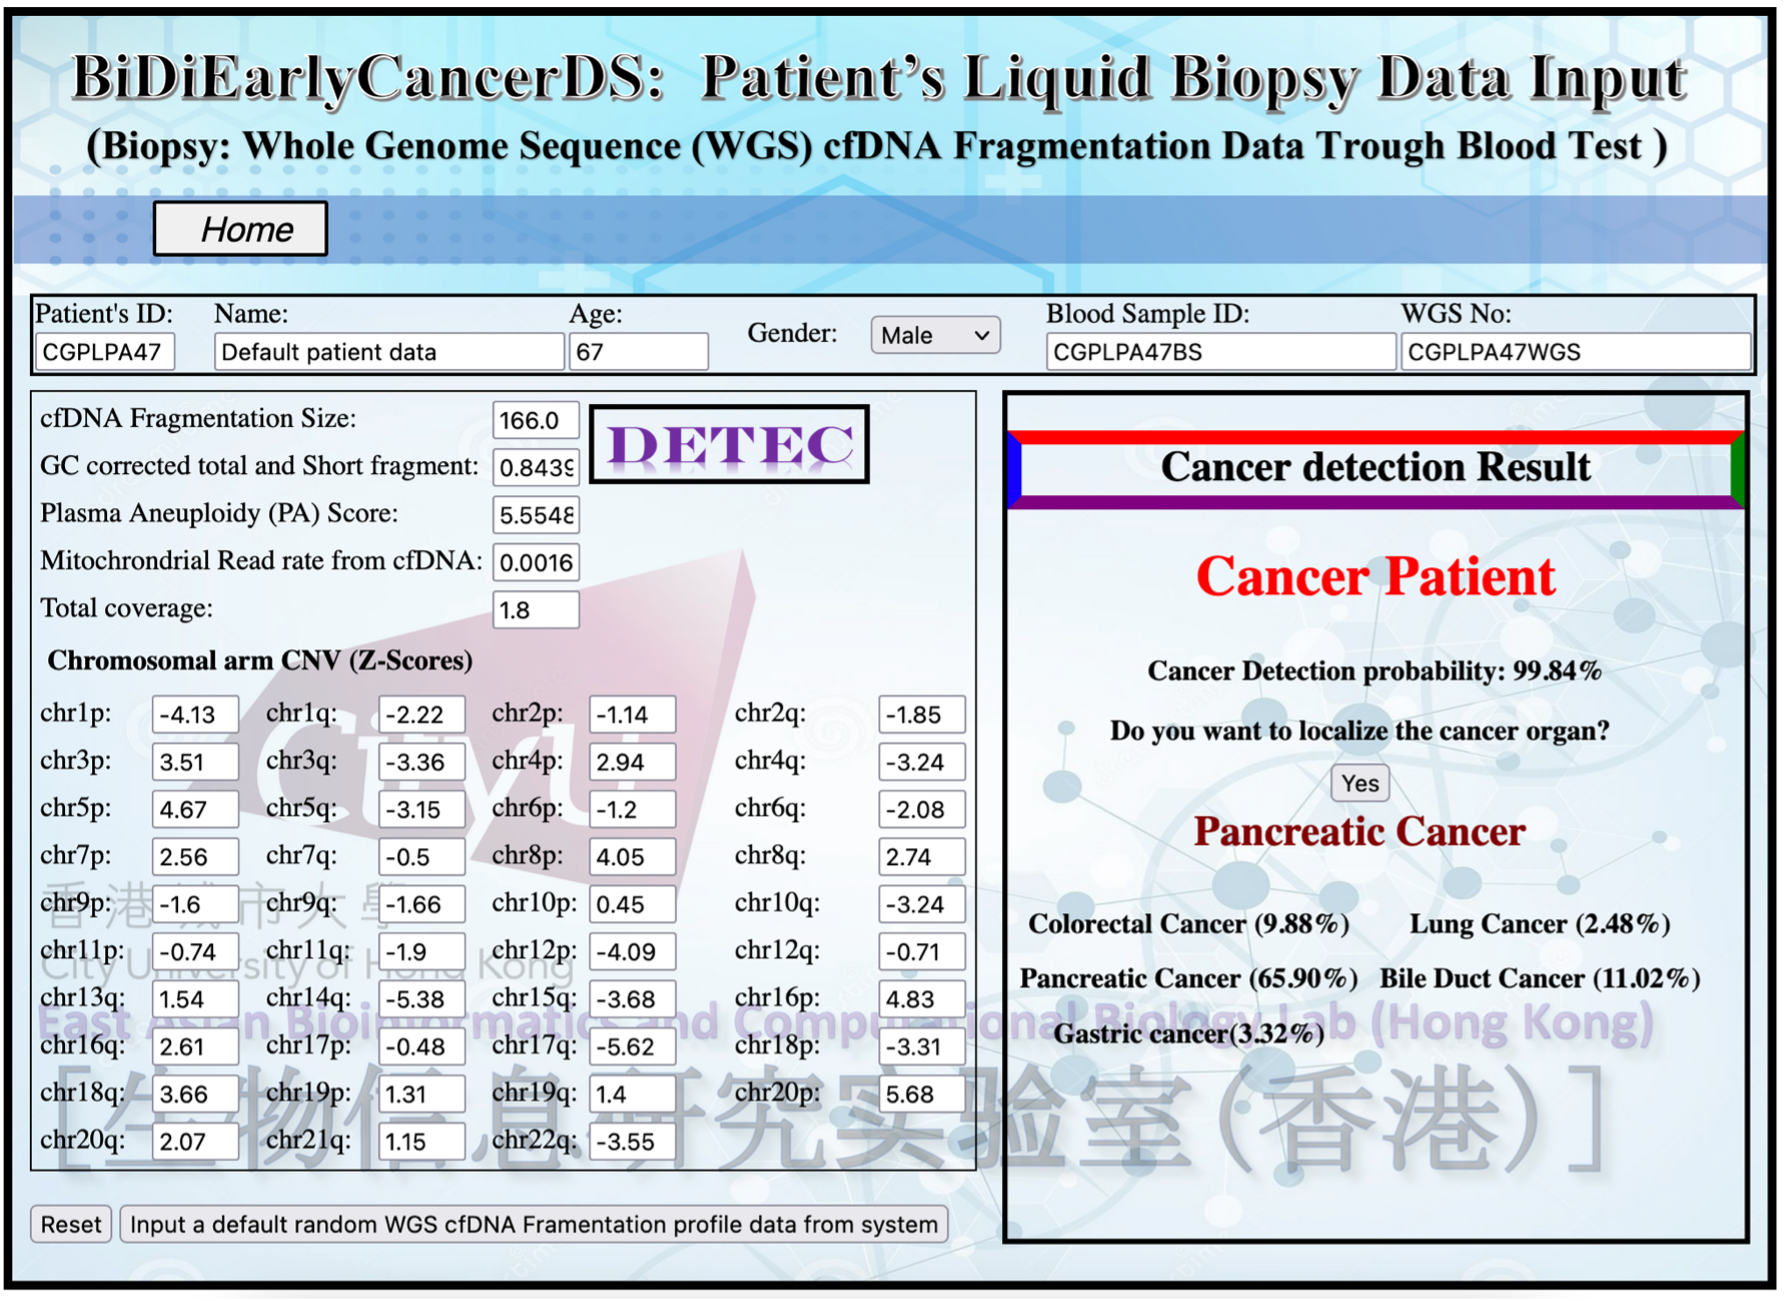 BiDiEarlyCancerDS: Patient’s Liquid Biopsy Data Input
(Biopsy: Whole Genome Sequence (WGS) cfDNA Fragmentation Data Trough Blood Test )
Home
Patient's ID: Name: Age: Gender: Male Blood Sample ID: WGS No:
CGPLPA47 Default patient data 67 CGPLPA47BS CGPLPA47WGS
cfDNA Fragmentation Size: 166.0
DETEC
GC corrected total and Short fragment: 0.8439
Plasma Aneuploidy (PA) Score: 5.5548
Mitochrondrial Read rate from cfDNA: 0.0016
Total coverage: 1.8
Chromosomal arm CNV (Z-Scores)
chr1p: -4.13 chr1q: -2.22 chr2p: -1.14 chr2q: -1.85
chr3p: 3.51 chr3q: -3.36 chr4p: 2.94 chr4q: -3.24
chr5p: 4.67 chr5q: -3.15 chr6p: -1.2 chr6q: -2.08
chr7p: 2.56 chr7q: -0.5 chr8p: 4.05 chr8q: 2.74
chr9p: -1.6 chr9q: -1.66 chr10p: 0.45 chr10q: -3.24
chr11p: -0.74 chr11q: -1.9 chr12p: -4.09 chr12q: -0.71
chr13q: 1.54 chr14q: -5.38 chr15q: -3.68 chr16p: 4.83
chr16q: 2.61 chr17p: -0.48 chr17q: -5.62 chr18p: -3.31
chr18q: 3.66 chr19p: 1.31 chr19q: 1.4 chr20p: 5.68
chr20q: 2.07 chr21q: 1.15 chr22q: -3.55
Reset Input a default random WGS cfDNA Framentation profile data from system
Cancer detection Result
Cancer Patient
Cancer Detection probability: 99.84%
Do you want to localize the cancer organ?
Yes
Pancreatic Cancer
Colorectal Cancer (9.88%) Lung Cancer (2.48%)
Pancreatic Cancer (65.90%) Bile Duct Cancer (11.02%)
Gastric cancer(3.32%)
CityU
香港城市大學
City University of Hong Kong
East Asian Bioinformatics and Computational Biology Lab (Hong Kong)
[生物信息研究实验室(香港)]